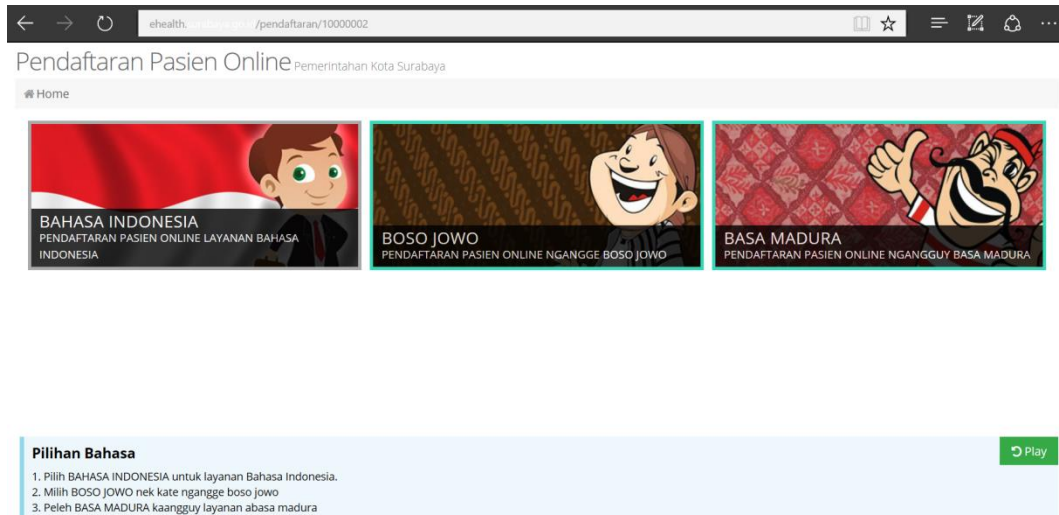 ehealth. /pendaftaran/10000002
Pendaftaran Pasien Online Pemerintahan Kota Surabaya
Home
BAHASA INDONESIA
PENDAFTARAN PASIEN ONLINE LAYANAN BAHASA
INDONESIA
BOSO JOWO
PENDAFTARAN PASIEN ONLINE NGANGGE BOSO JOWO
BASA MADURA
PENDAFTARAN PASIEN ONLINE NGANGGUY BASA MADURA
Pilihan Bahasa
Play
1. Pilih BAHASA INDONESIA untuk layanan Bahasa Indonesia.
2. Milih BOSO JOWO nek kate ngangge boso jowo
3. Peleh BASA MADURA kaangguy layanan abasa madura